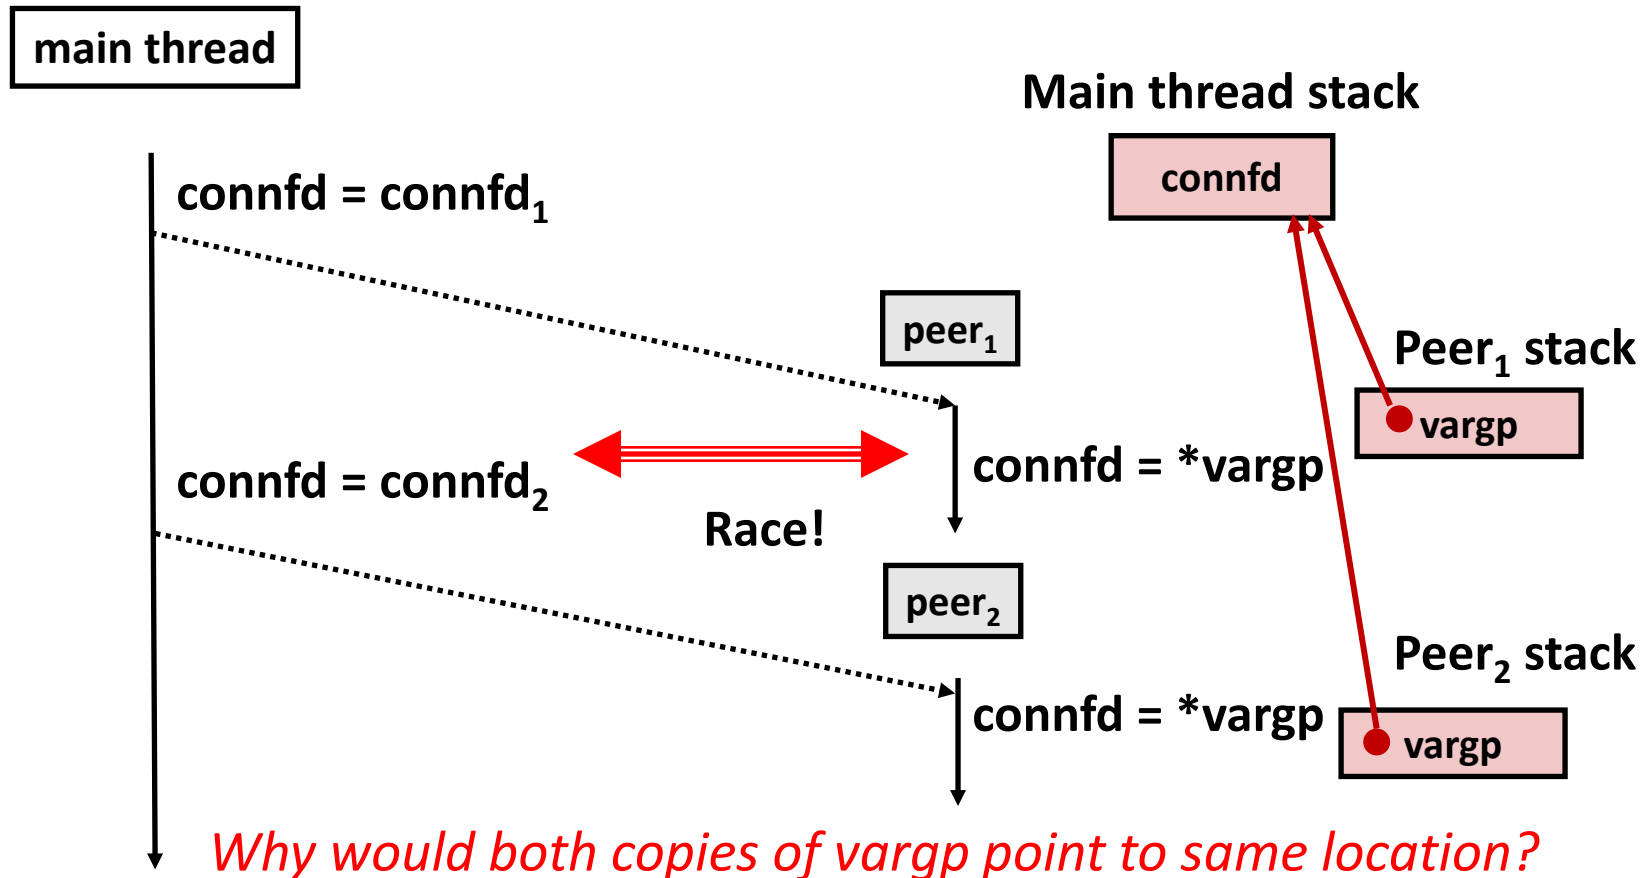 main thread
Main thread stack
connfd
connfd = connfd₁
peer₁
Peer₁ stack
vargp
connfd = *vargp
connfd = connfd₂
Race!
peer₂
Peer₂ stack
connfd = *vargp
vargp
Why would both copies of vargp point to same location?